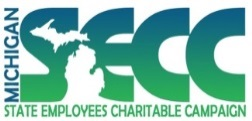 MICHIGAN
SECC
STATE EMPLOYEES CHARITABLE CAMPAIGN